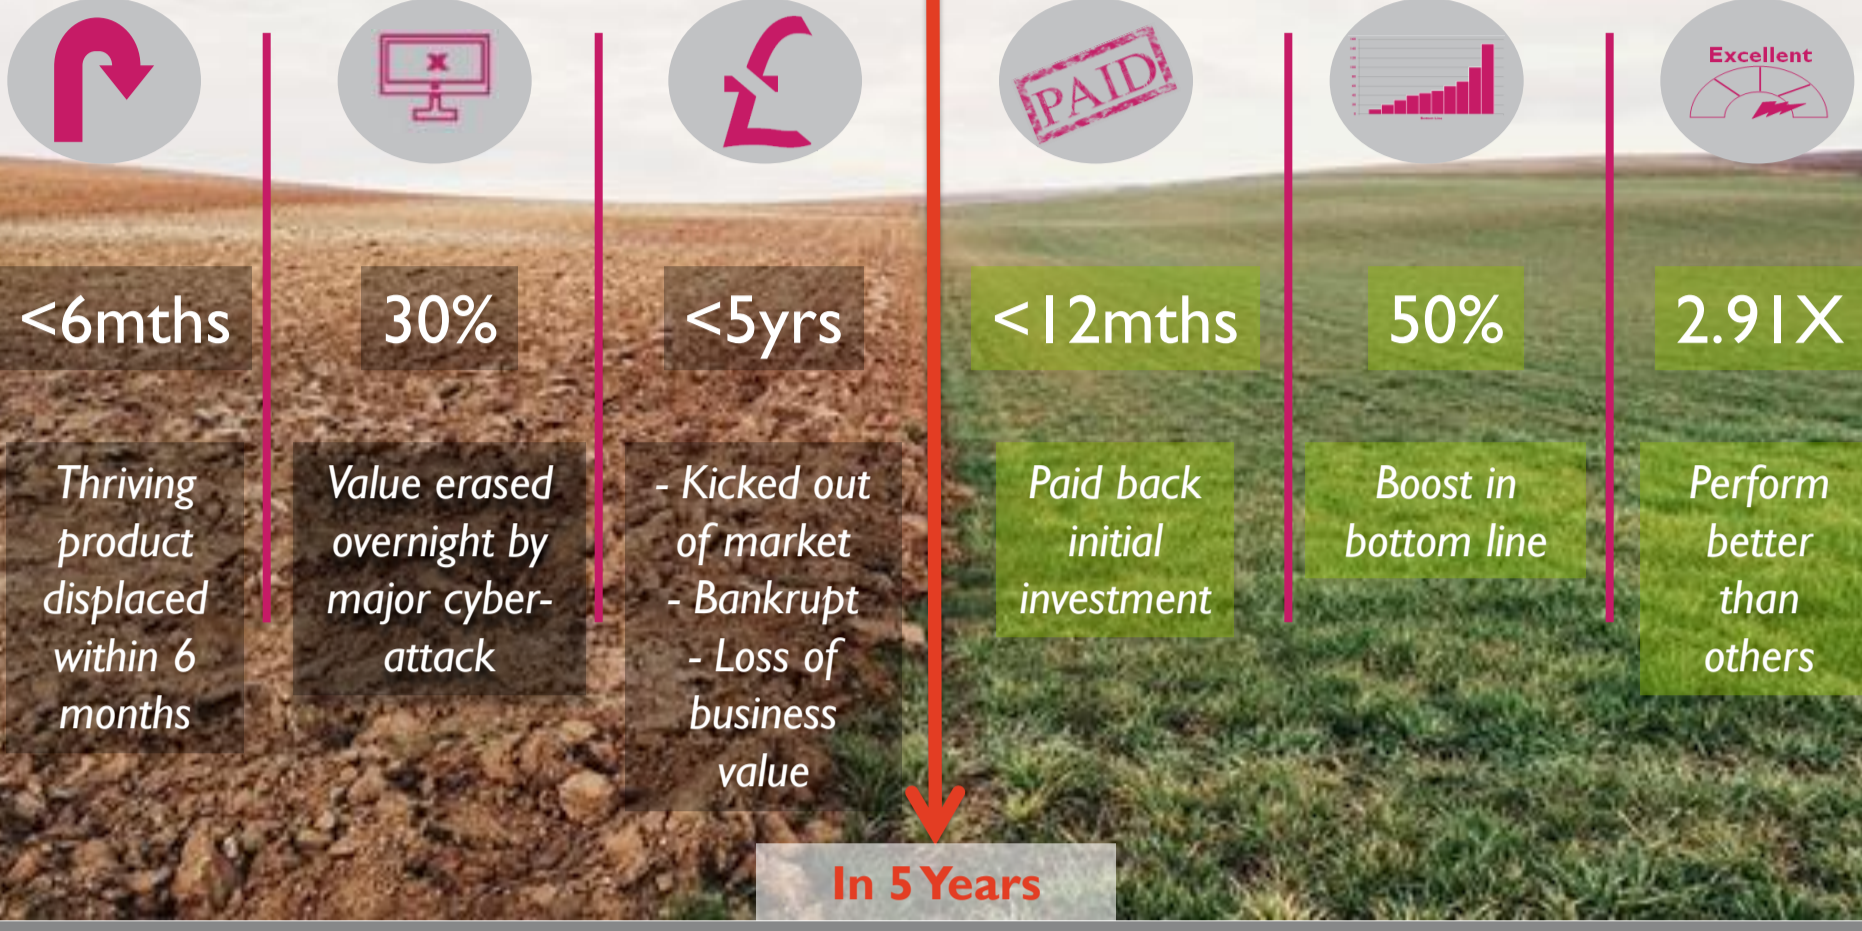 PAID
Excellent
<6mths
30%
<5yrs
<12mths
50%
2.91X
Thriving
product
displaced
within 6
months
Value erased
overnight by
major cyber-
attack
- Kicked out
of market
- Bankrupt
- Loss of
business
value
Paid back
initial
investment
Boost in
bottom line
Perform
better
than
others
In 5 Years